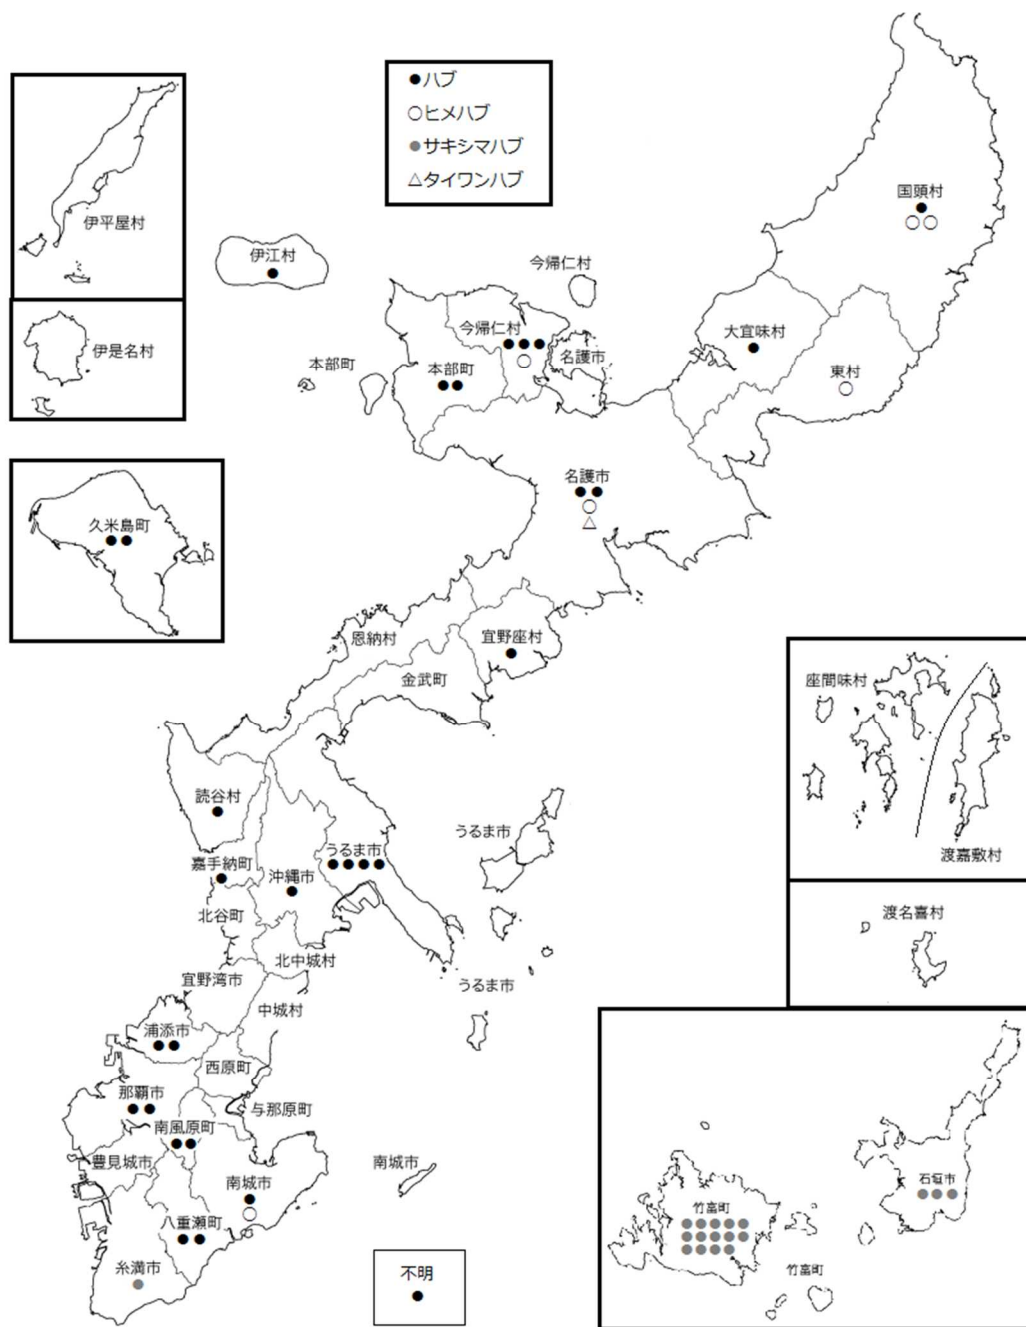 ●ハブ
○ヒメハブ
●サキシマハブ
△タイワンハブ
国頭村
伊平屋村
伊江村
今帰仁村
今帰仁村
大宜味村
伊是名村
本部町
本部町
名護市
東村
名護市
久米島町
恩納村
宜野座村
金武町
座間味村
読谷村
うるま市
うるま市
渡嘉敷村
嘉手納町
沖縄市
北谷町
渡名喜村
北中城村
宜野湾市
うるま市
中城村
浦添市
西原町
那覇市
与那原町
南風原町
豊見城市
南城市
南城市
石垣市
竹富町
八重瀬町
糸満市
竹富町
不明